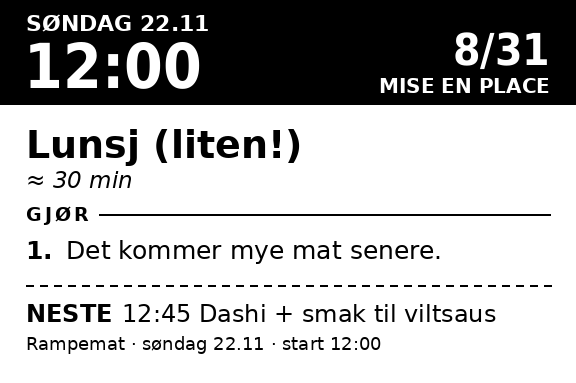 SØNDAG 22.11
12:00
8/31
MISE EN PLACE
Lunsj (liten!)
≈ 30 min
GJØR
1. Det kommer mye mat senere.
NESTE 12:45 Dashi + smak til viltsaus
Rampemat · søndag 22.11 · start 12:00